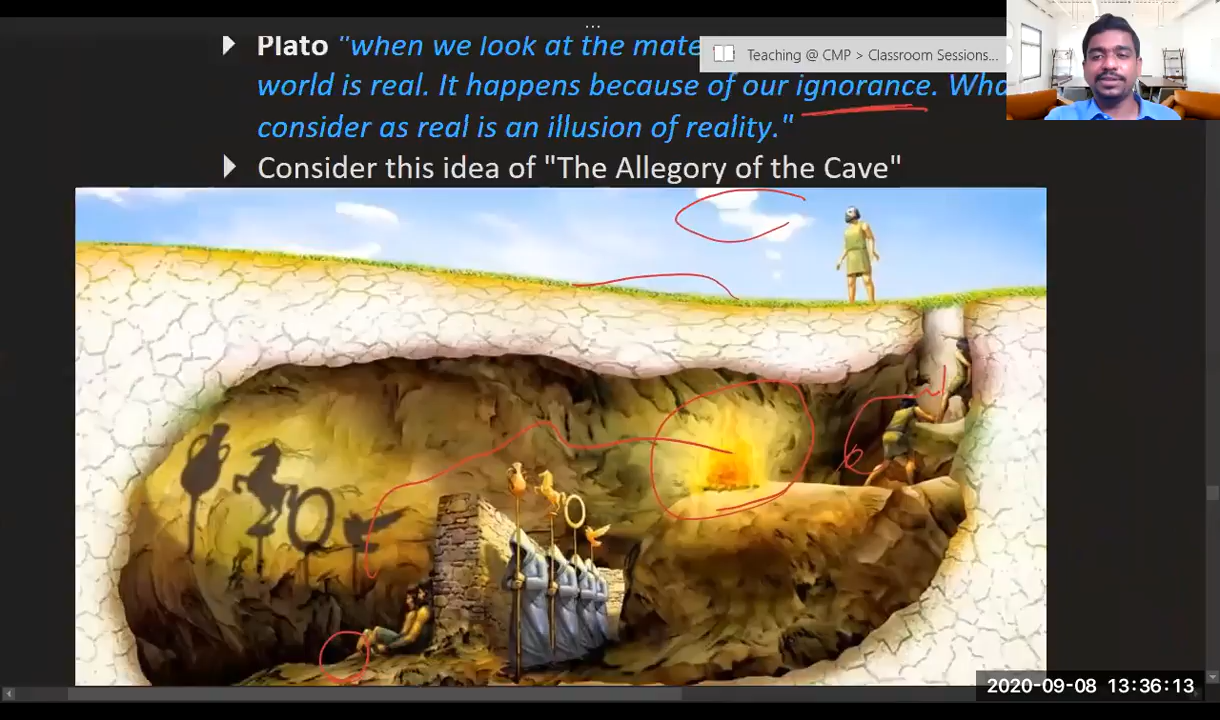 ...
Plato "when we look at the mate
Teaching @ CMP > Classroom Sessions...
world is real. It happens because of our ignorance. Wha
consider as real is an illusion of reality."
Consider this idea of "The Allegory of the Cave"
2020-09-08 13:36:13